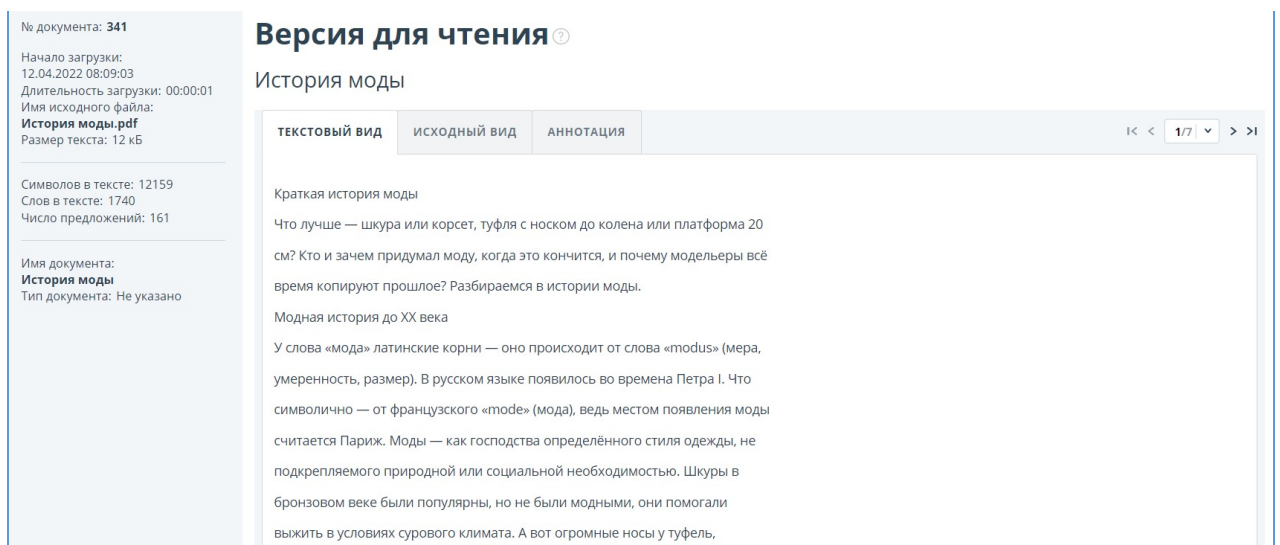 № документа: 341
Начало загрузки:
12.04.2022 08:09:03
Длительность загрузки: 00:00:01
Имя исходного файла:
История моды.pdf
Размер текста: 12 кБ
Символов в тексте: 12159
Слов в тексте: 1740
Число предложений: 161
Имя документа:
История моды
Тип документа: Не указано
Версия для чтения ?
История моды
ТЕКСТОВЫЙ ВИД ИСХОДНЫЙ ВИД АННОТАЦИЯ 1/7
Краткая история моды
Что лучше — шкура или корсет, туфля с носком до колена или платформа 20
см? Кто и зачем придумал моду, когда это кончится, и почему модельеры всё
время копируют прошлое? Разбираемся в истории моды.
Модная история до XX века
У слова «мода» латинские корни — оно происходит от слова «modus» (мера,
умеренность, размер). В русском языке появилось во времена Петра I. Что
символично — от французского «mode» (мода), ведь местом появления моды
считается Париж. Моды — как господства определённого стиля одежды, не
подкрепляемого природной или социальной необходимостью. Шкуры в
бронзовом веке были популярны, но не были модными, они помогали
выжить в условиях сурового климата. А вот огромные носы у туфель,